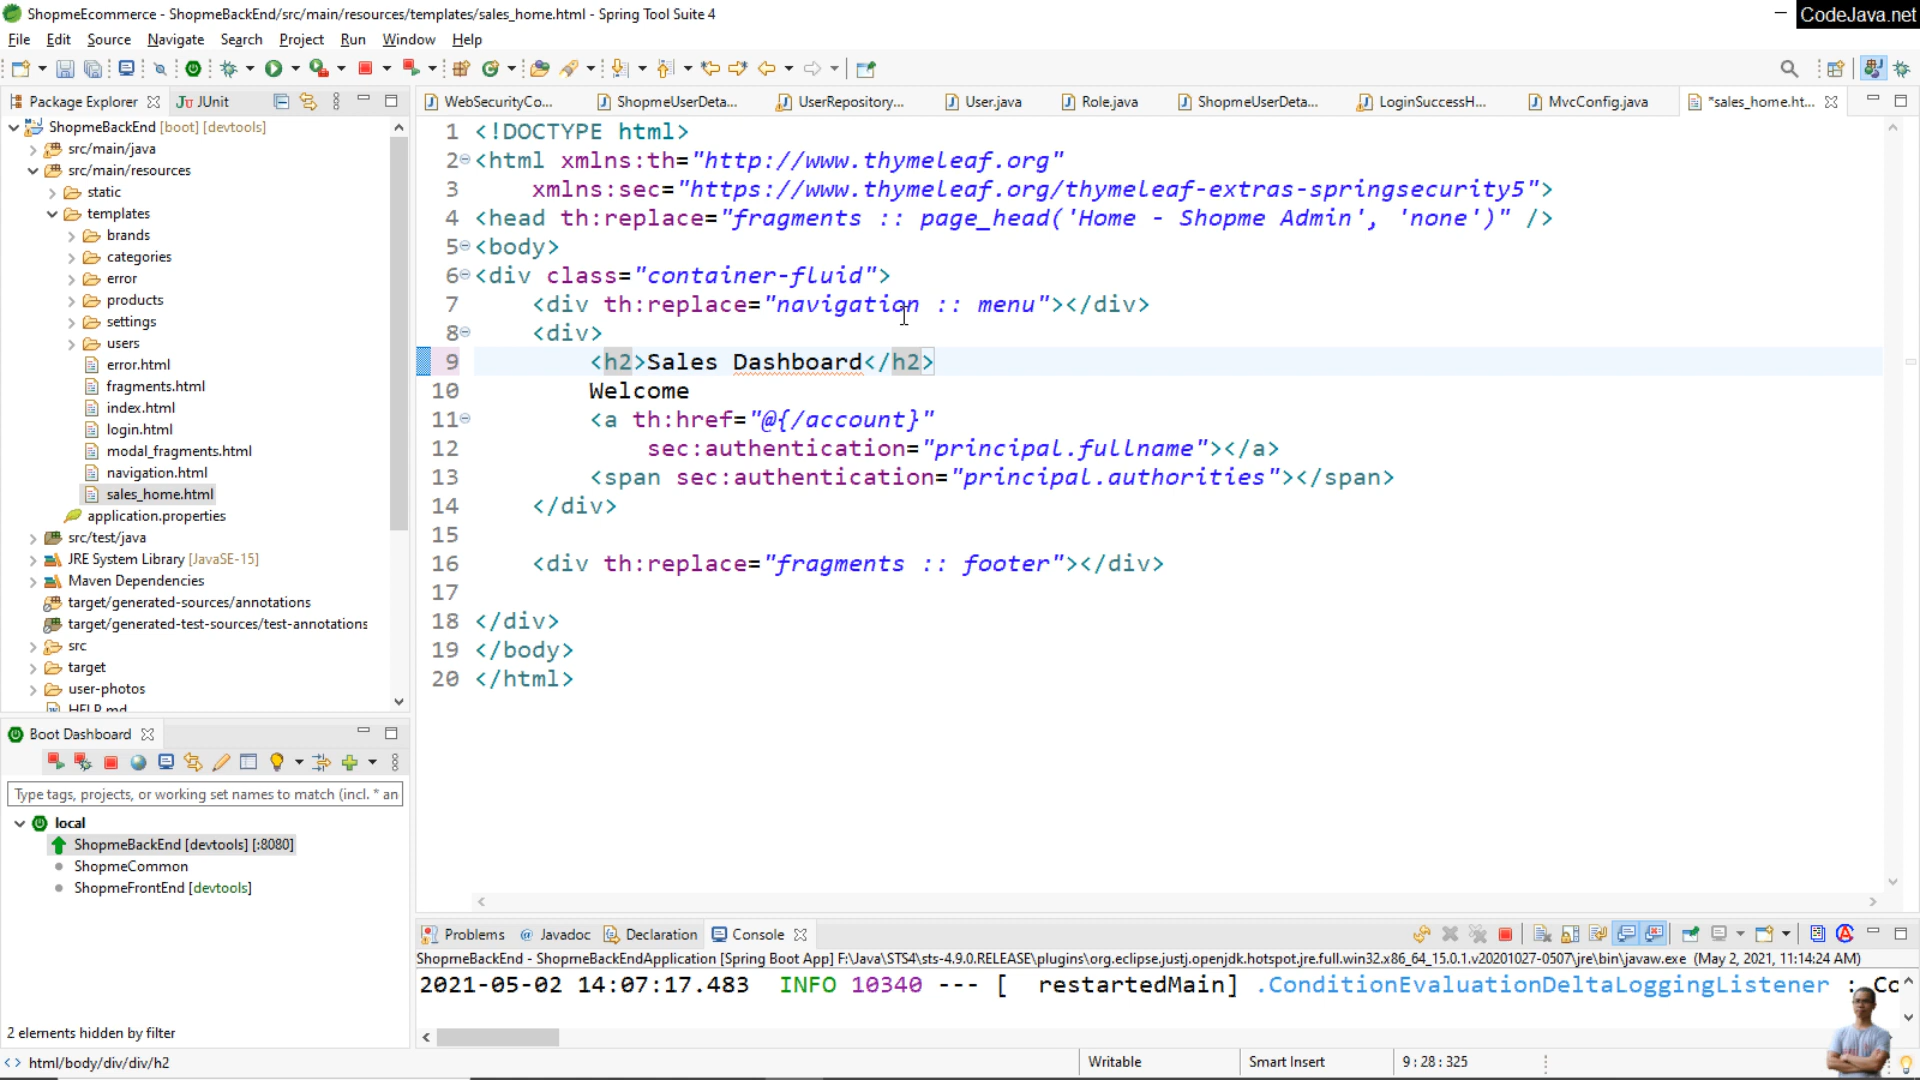 ShopmeEcommerce - ShopmeBackEnd/src/main/resources/templates/sales_home.html - Spring Tool Suite 4
CodeJava.net
File Edit Source Navigate Search Project Run Window Help
Package Explorer JUnit
ShopmeBackEnd [boot] [devtools]
src/main/java
src/main/resources
static
templates
brands
categories
error
products
settings
users
error.html
fragments.html
index.html
login.html
modal_fragments.html
navigation.html
sales_home.html
application.properties
src/test/java
JRE System Library [JavaSE-15]
Maven Dependencies
target/generated-sources/annotations
target/generated-test-sources/test-annotations
src
target
user-photos
HELP.md
WebSecurityCo... ShopmeUserDeta... UserRepository... User.java Role.java ShopmeUserDeta... LoginSuccessH... MvcConfig.java *sales_home.ht...
1 <!DOCTYPE html>
2 <html xmlns:th="http://www.thymeleaf.org"
3 xmlns:sec="https://www.thymeleaf.org/thymeleaf-extras-springsecurity5">
4 <head th:replace="fragments :: page_head('Home - Shopme Admin', 'none')" />
5 <body>
6 <div class="container-fluid">
7 <div th:replace="navigation :: menu"></div>
8 <div>
9 <h2>Sales Dashboard</h2>
10 Welcome
11 <a th:href="@{/account}"
12 sec:authentication="principal.fullname"></a>
13 <span sec:authentication="principal.authorities"></span>
14 </div>
15
16 <div th:replace="fragments :: footer"></div>
17
18 </div>
19 </body>
20 </html>
Boot Dashboard
Type tags, projects, or working set names to match (incl. * an
local
ShopmeBackEnd [devtools] [:8080]
ShopmeCommon
ShopmeFrontEnd [devtools]
2 elements hidden by filter
Problems Javadoc Declaration Console
ShopmeBackEnd - ShopmeBackEndApplication [Spring Boot App] F:\Java\STS4\sts-4.9.0.RELEASE\plugins\org.eclipse.justj.openjdk.hotspot.jre.full.win32.x86_64_15.0.1.v20201027-0507\jre\bin\javaw.exe (May 2, 2021, 11:14:24 AM)
2021-05-02 14:07:17.483 INFO 10340 --- [ restartedMain] .ConditionEvaluationDeltaLoggingListener : Co
html/body/div/div/h2
Writable
Smart Insert
9 : 28 : 325